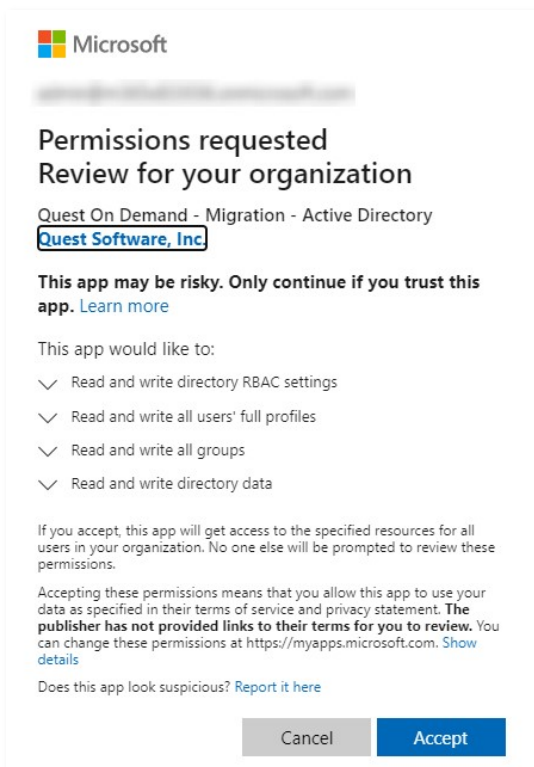 Microsoft
Permissions requested
Review for your organization
Quest On Demand - Migration - Active Directory
Quest Software, Inc.
This app may be risky. Only continue if you trust this
app. Learn more
This app would like to:
Read and write directory RBAC settings
Read and write all users' full profiles
Read and write all groups
Read and write directory data
If you accept, this app will get access to the specified resources for all
users in your organization. No one else will be prompted to review these
permissions.
Accepting these permissions means that you allow this app to use your
data as specified in their terms of service and privacy statement. The
publisher has not provided links to their terms for you to review. You
can change these permissions at https://myapps.microsoft.com. Show
details
Does this app look suspicious? Report it here
Cancel Accept